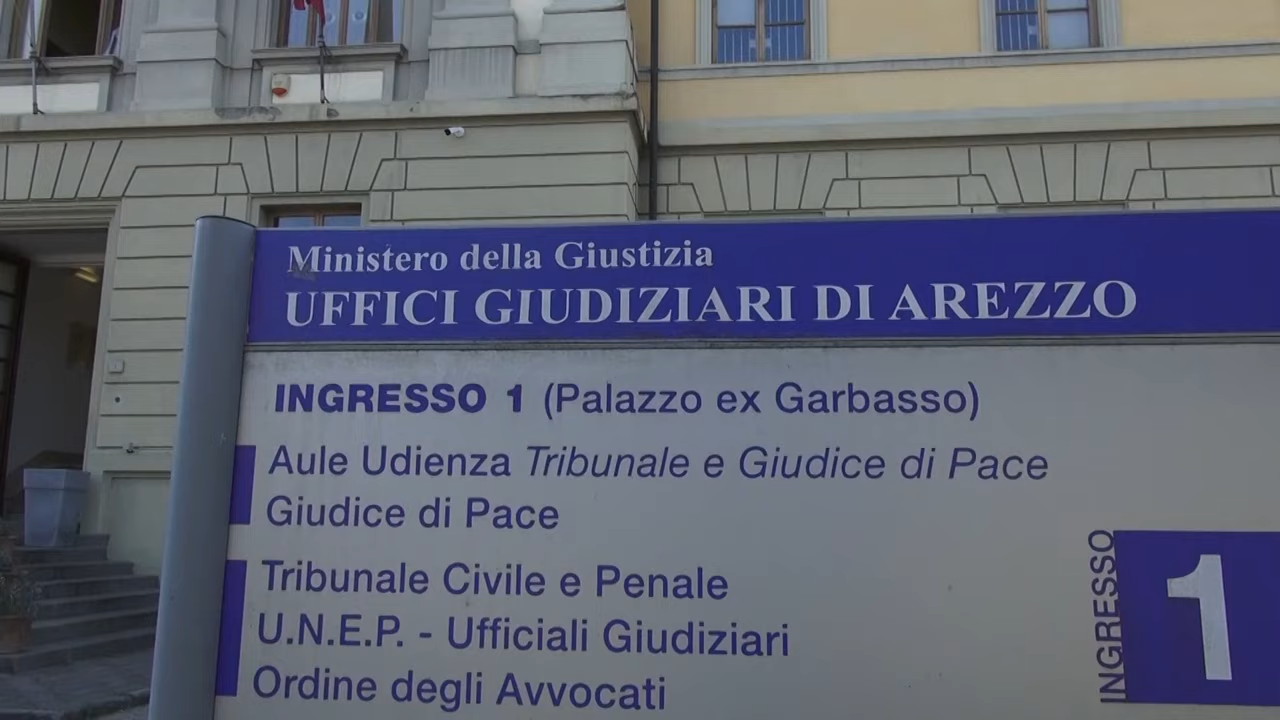 Ministero della Giustizia
UFFICI GIUDIZIARI DI AREZZO
INGRESSO 1 (Palazzo ex Garbasso)
Aule Udienza Tribunale e Giudice di Pace
Giudice di Pace
Tribunale Civile e Penale
U.N.E.P. - Ufficiali Giudiziari
Ordine degli Avvocati
INGRESSO
1